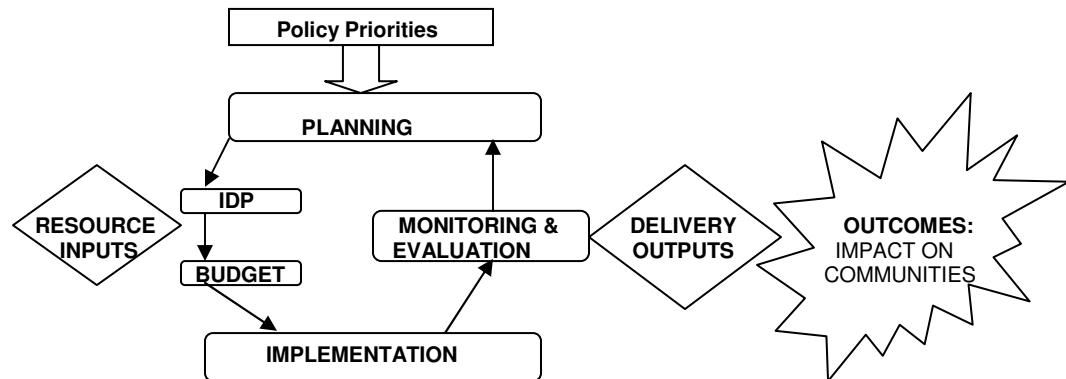 Policy Priorities
PLANNING
IDP
RESOURCE
INPUTS
BUDGET
MONITORING &
EVALUATION
DELIVERY
OUTPUTS
OUTCOMES:
IMPACT ON
COMMUNITIES
IMPLEMENTATION